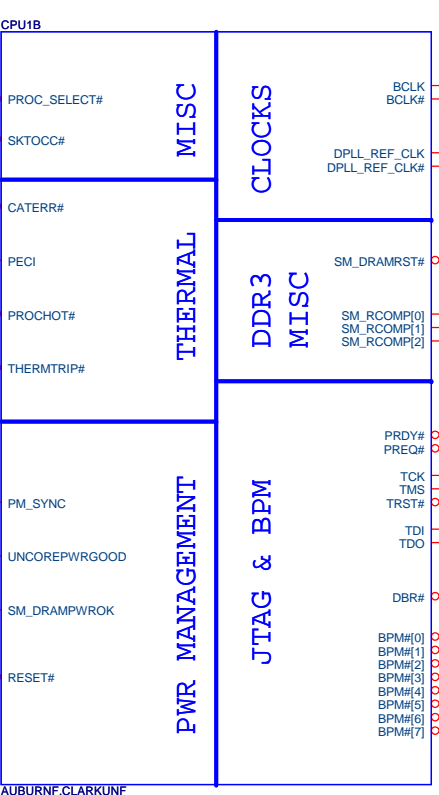 CPU1B
MISC
PROC_SELECT#
SKTOCC#
THERMAL
CATERR#
PECI
PROCHOT#
THERMTRIP#
PWR MANAGEMENT
PM_SYNC
UNCOREPWRGOOD
SM_DRAMPWROK
RESET#
CLOCKS
BCLK
BCLK#
DPLL_REF_CLK
DPLL_REF_CLK#
DDR3
MISC
SM_DRAMRST#
SM_RCOMP[0]
SM_RCOMP[1]
SM_RCOMP[2]
JTAG & BPM
PRDY#
PREQ#
TCK
TMS
TRST#
TDI
TDO
DBR#
BPM#[0]
BPM#[1]
BPM#[2]
BPM#[3]
BPM#[4]
BPM#[5]
BPM#[6]
BPM#[7]
AUBURNF,CLARKUNF